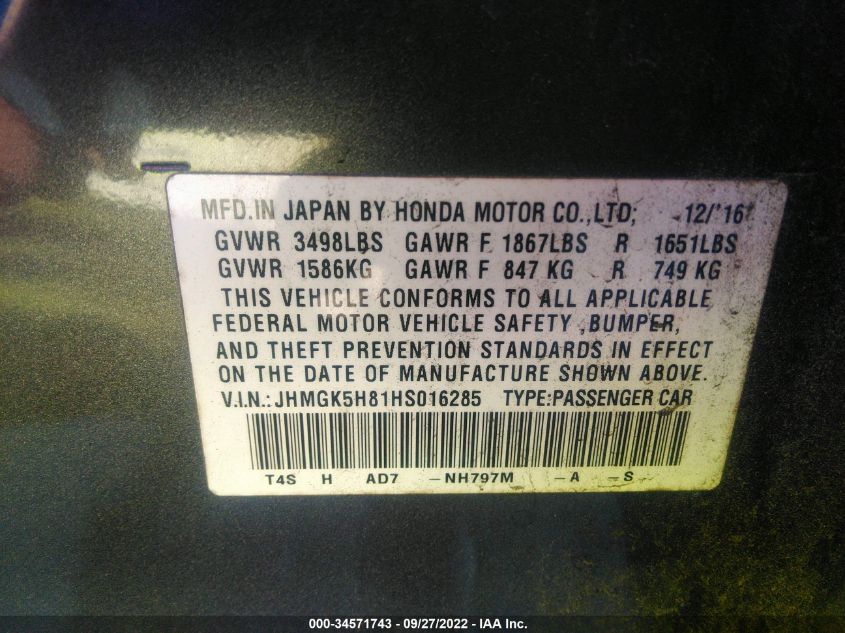 MFD.IN JAPAN BY HONDA MOTOR CO.,LTD; 12/'16
GVWR 3498LBS GAWR F 1867LBS R 1651LBS
GVWR 1586KG GAWR F 847 KG R 749 KG
THIS VEHICLE CONFORMS TO ALL APPLICABLE
FEDERAL MOTOR VEHICLE SAFETY ,BUMPER,
AND THEFT PREVENTION STANDARDS IN EFFECT
ON THE DATE OF MANUFACTURE SHOWN ABOVE.
V.I.N.:JHMGK5H81HS016285 TYPE:PASSENGER CAR
T4S H AD7 -NH797M -A -S
000-34571743 - 09/27/2022 - IAA Inc.